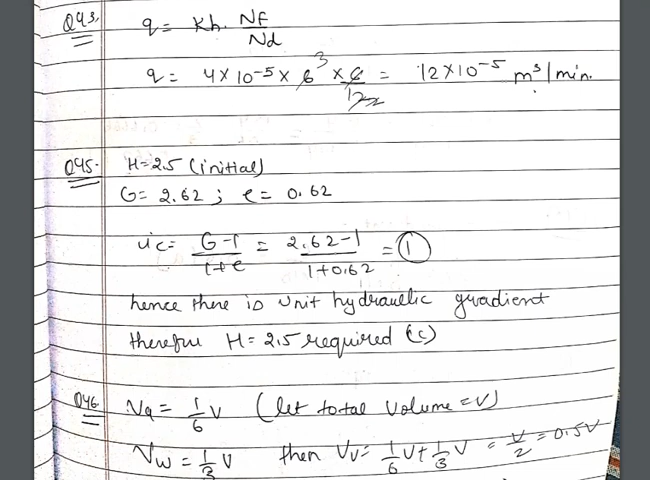 Q43. q = Kh. NF/Nd
q = 4×10-5 × 6 3 × 6/12 2 = 12×10-5 m3/min.
Q45. H=2.5 (initial)
G= 2.62 ; e = 0.62
ic= G-1/1+e = 2.62-1/1+0.62 = 1
hence there is unit hydraulic gradient
therefore H= 2.5 required (c)
Q46. Va = 1/6 V (let total volume = V)
Vw = 1/3 V then Vv= 1/6 V + 1/3 V = V/2 = 0.5V